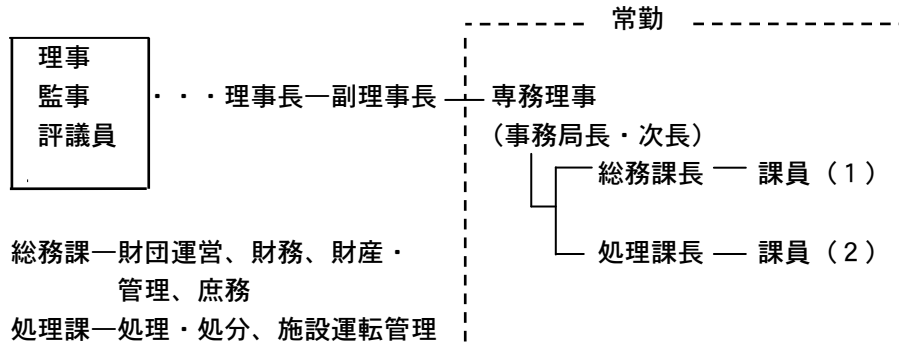 常勤
理事
監事
評議員
・・・理事長―副理事長―専務理事
(事務局長・次長)
総務課長―課員(1)
処理課長―課員(2)
総務課―財団運営、財務、財産・
管理、庶務
処理課―処理・処分、施設運転管理